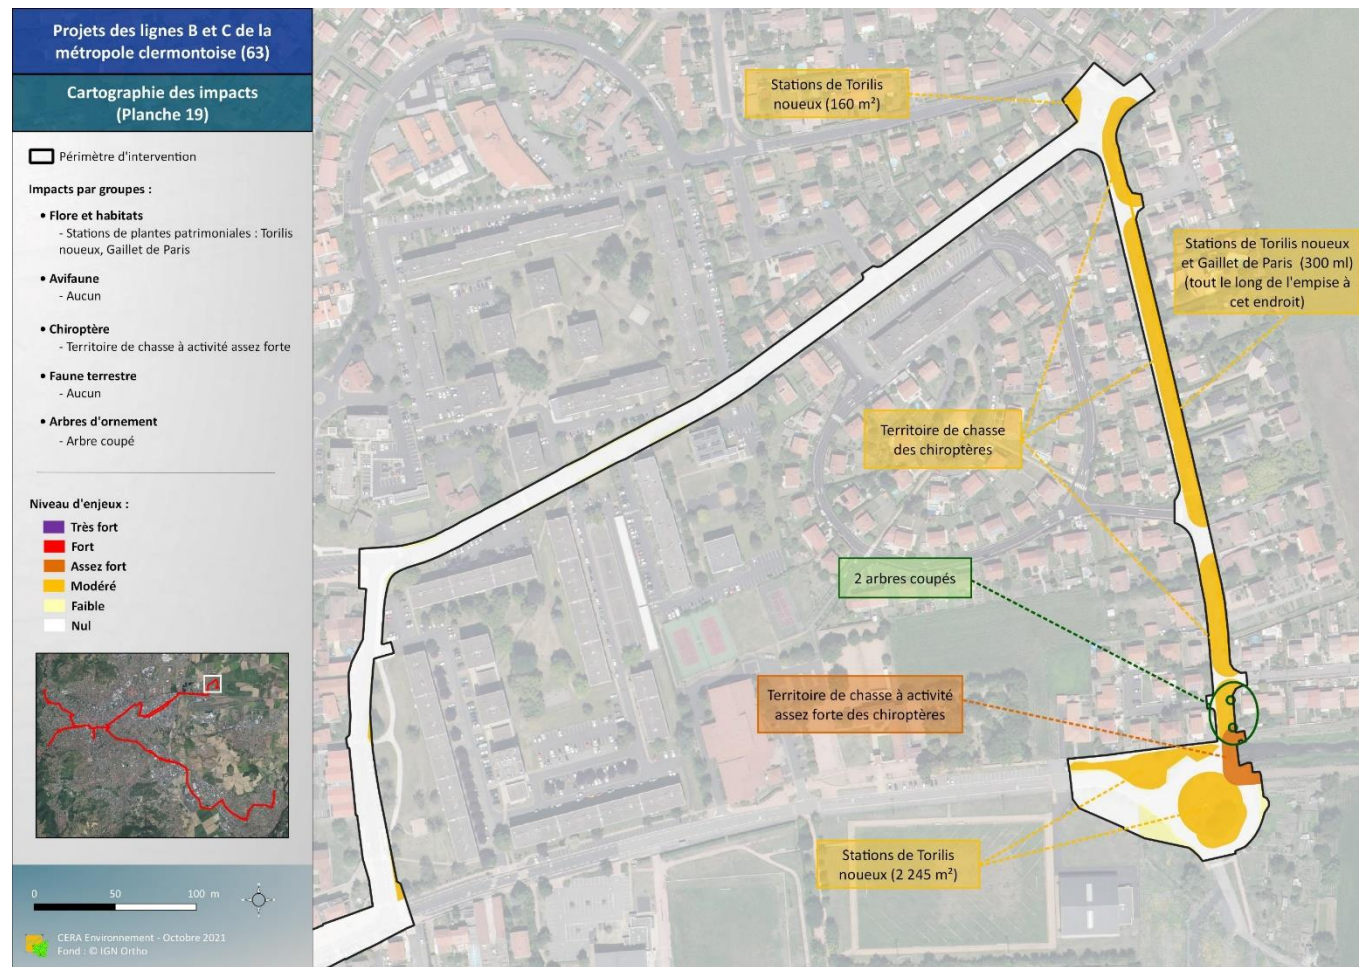 Projets des lignes B et C de la
métropole clermontoise (63)
Cartographie des impacts
(Planche 19)
Périmètre d'intervention
Impacts par groupes :
• Flore et habitats
- Stations de plantes patrimoniales : Torilis
noueux, Gaillet de Paris
• Avifaune
- Aucun
• Chiroptère
- Territoire de chasse à activité assez forte
• Faune terrestre
- Aucun
• Arbres d'ornement
- Arbre coupé
Niveau d'enjeux :
Très fort
Fort
Assez fort
Modéré
Faible
Nul
0 50 100 m
CERA Environnement - Octobre 2021
Fond : © IGN Ortho
Stations de Torilis
noueux (160 m²)
Stations de Torilis noueux
et Gaillet de Paris (300 ml)
(tout le long de l'empise à
cet endroit)
Territoire de chasse
des chiroptères
2 arbres coupés
Territoire de chasse à activité
assez forte des chiroptères
Stations de Torilis
noueux (2 245 m²)